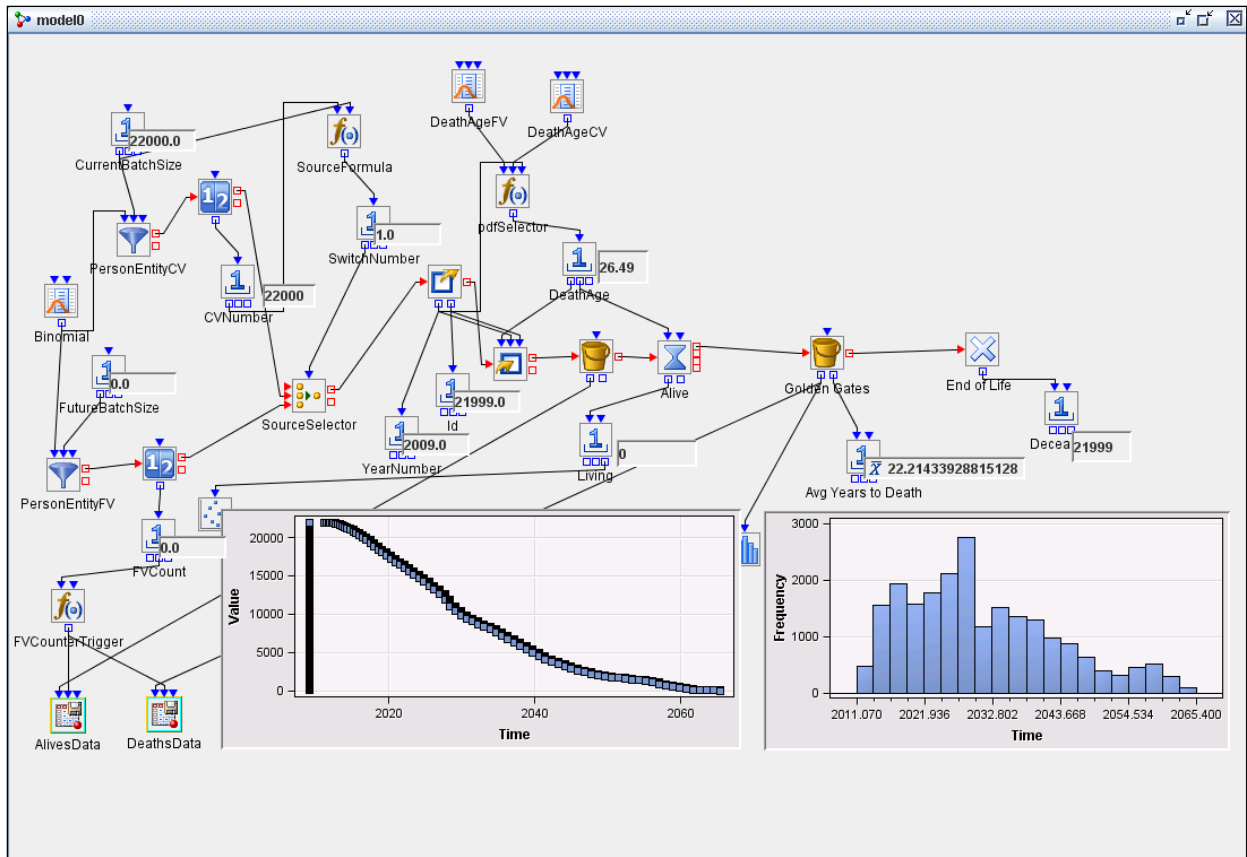 model0
DeathAgeFV
DeathAgeCV
22000.0
CurrentBatchSize
SourceFormula
pdfSelector
1.0
SwitchNumber
PersonEntityCV
26.49
DeathAge
22000
CVNumber
Binomial
0.0
FutureBatchSize
SourceSelector
21999.0
Id
Alive
Golden Gates
End of Life
2009.0
YearNumber
0
Living
Decea
21999
x 22.21433928815128
Avg Years to Death
PersonEntityFV
0.0
FVCount
FVCounterTrigger
AlivesData
DeathsData
Value
20000
15000
10000
5000
0
2020
2040
2060
Time
Frequency
3000
2000
1000
0
2011.070
2021.936
2032.802
2043.668
2054.534
2065.400
Time